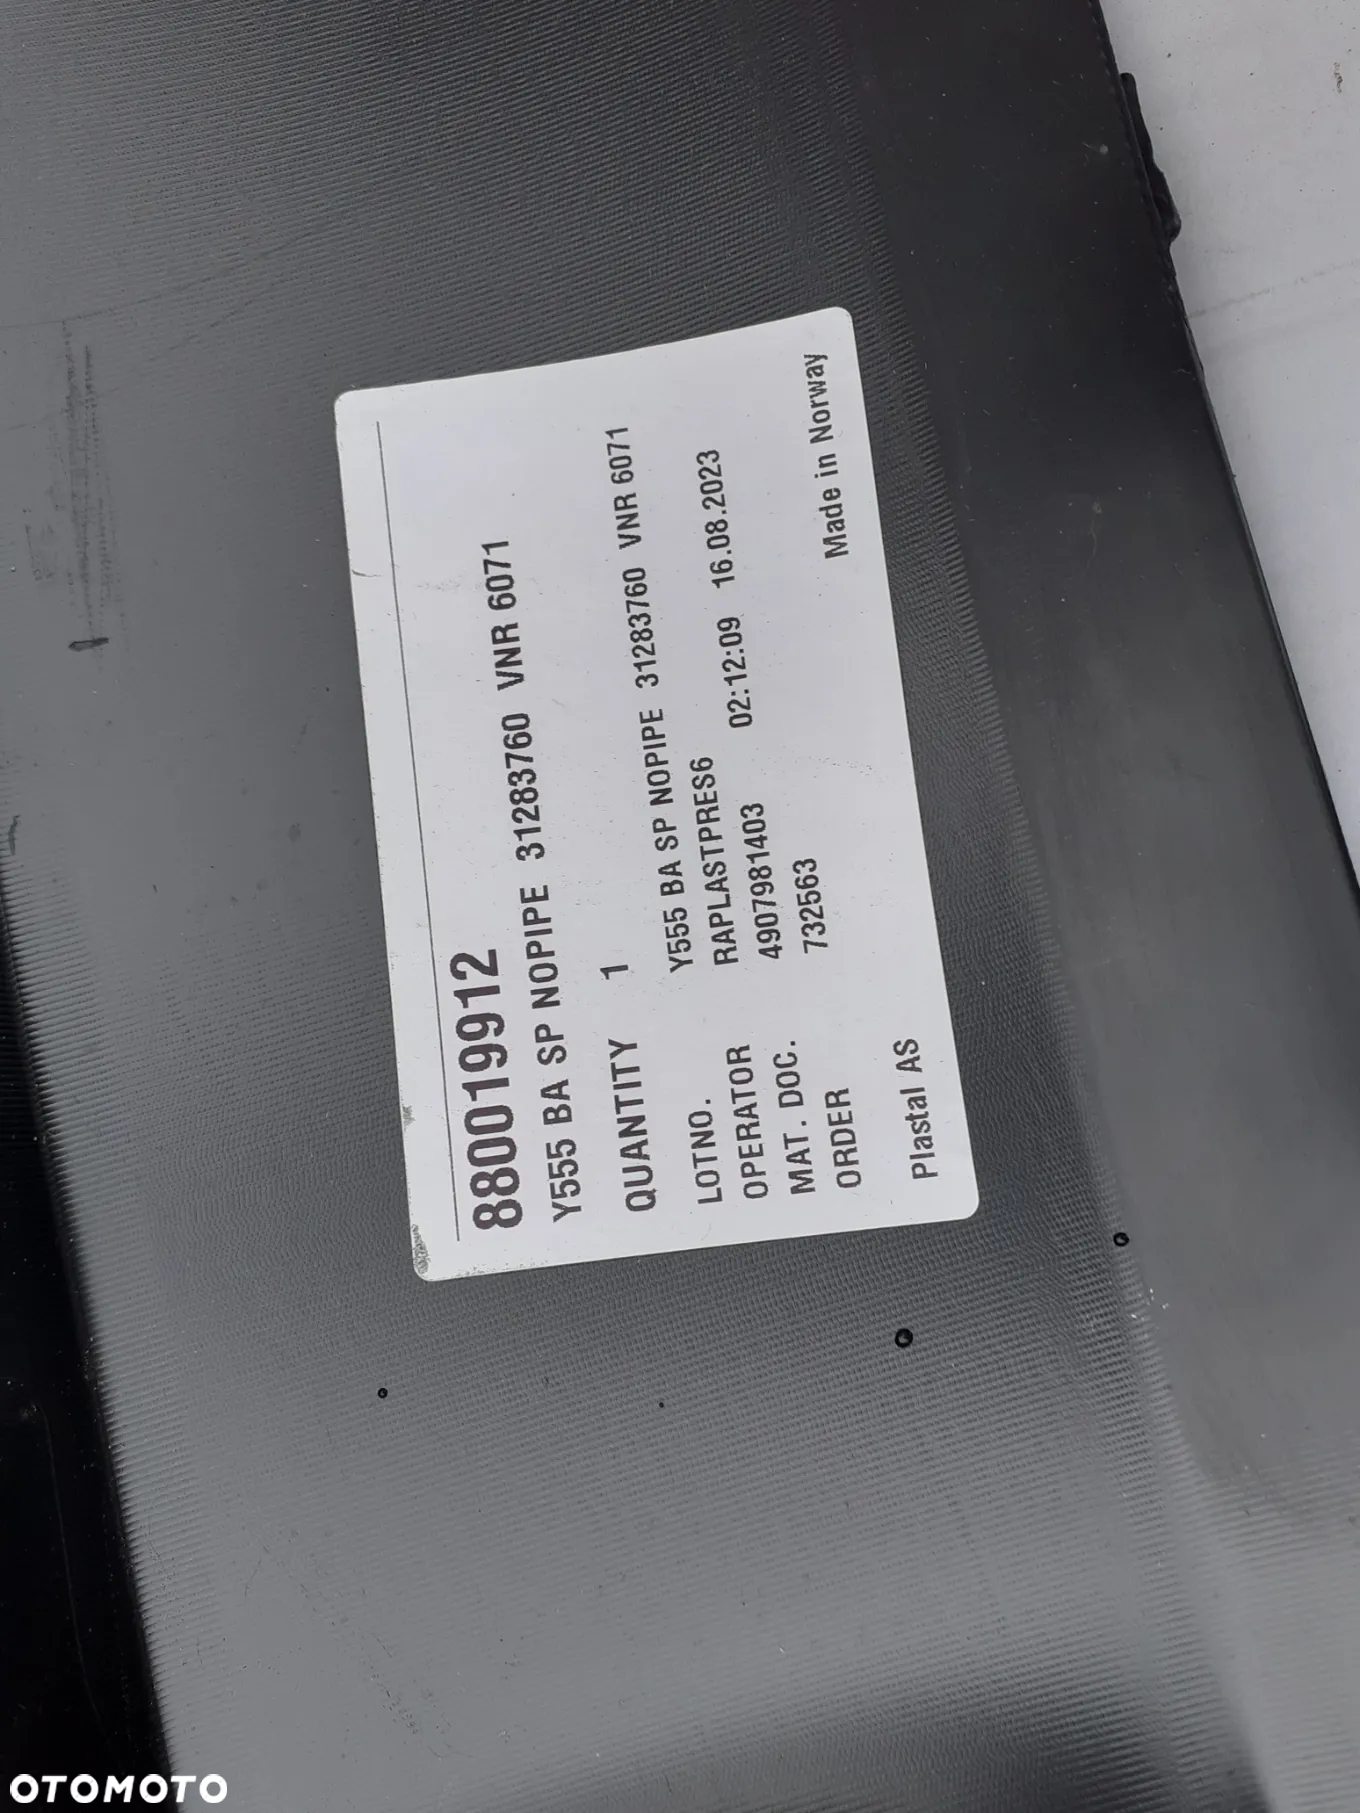 880019912
Y555 BA SP NOPIPE 31283760 VNR 6071
QUANTITY 1
LOTNO. Y555 BA SP NOPIPE 31283760 VNR 6071
OPERATOR RAPLASTPRES6
MAT. DOC. 4907981403 02:12:09 16.08.2023
ORDER 732563
Plastal AS Made in Norway
OTOMOTO